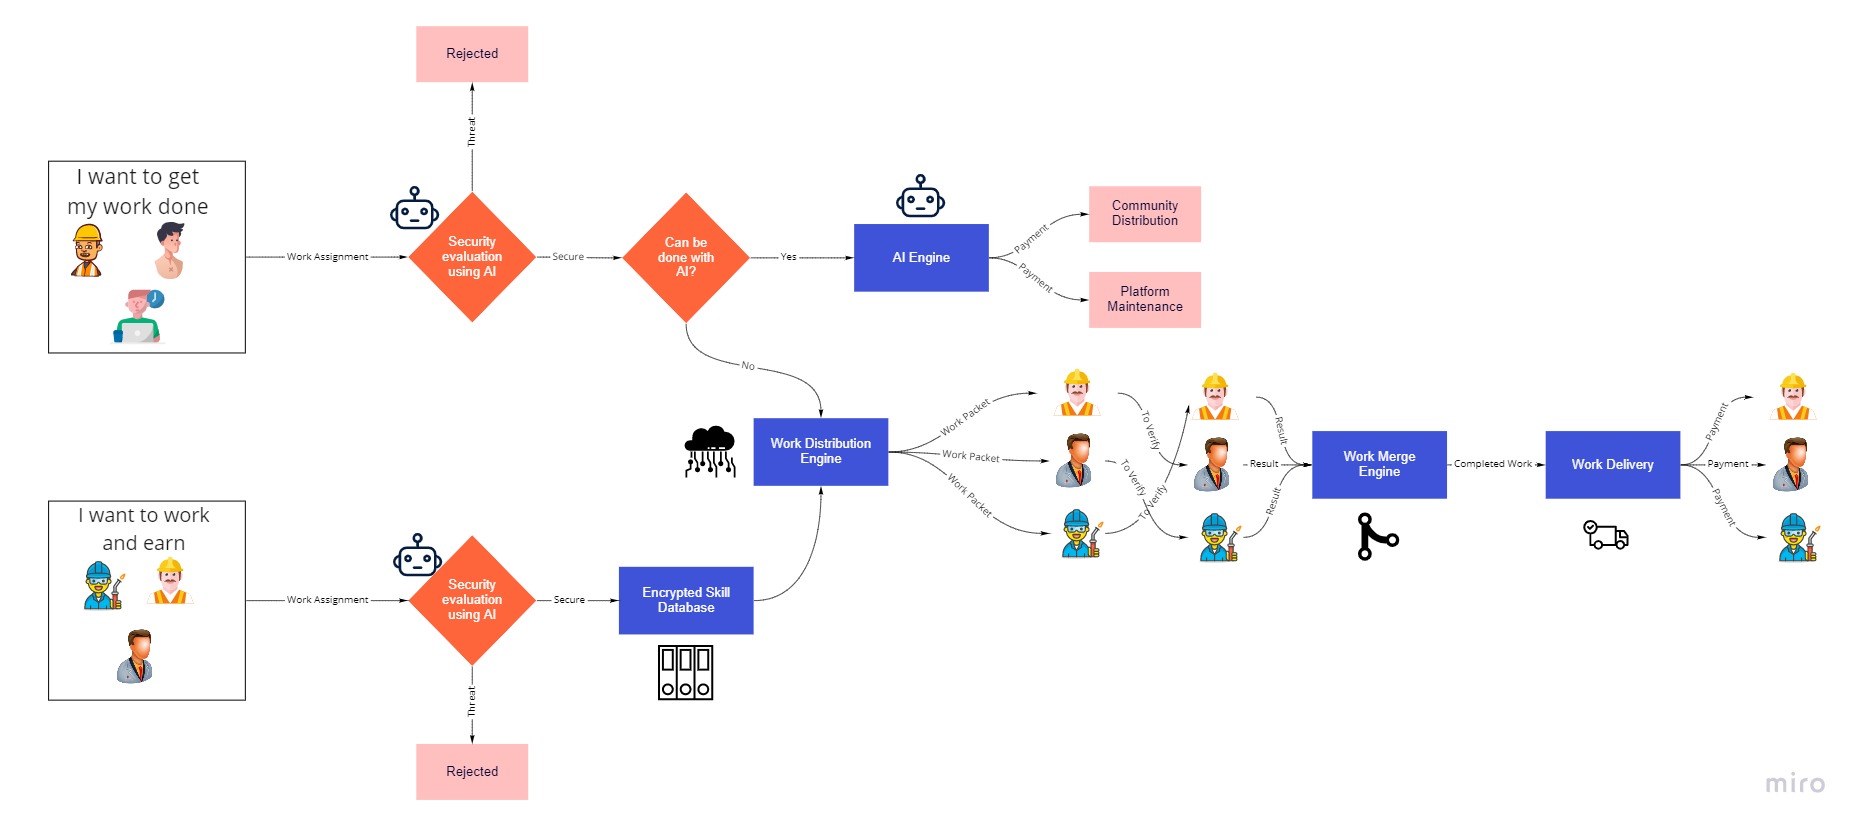 Rejected
Threat
I want to get
my work done
Work Assignment
Security
evaluation
using AI
Secure
Can be
done with
AI?
Yes
AI Engine
Payment
Payment
Community
Distribution
Platform
Maintenance
No
Work Distribution
Engine
Work Packet
Work Packet
Work Packet
To Verify
To Verify
To Verify
Result
Result
Result
Work Merge
Engine
Completed Work
Work Delivery
Payment
Payment
Payment
I want to work
and earn
Work Assignment
Security
evaluation
using AI
Secure
Encrypted Skill
Database
Threat
Rejected
miro